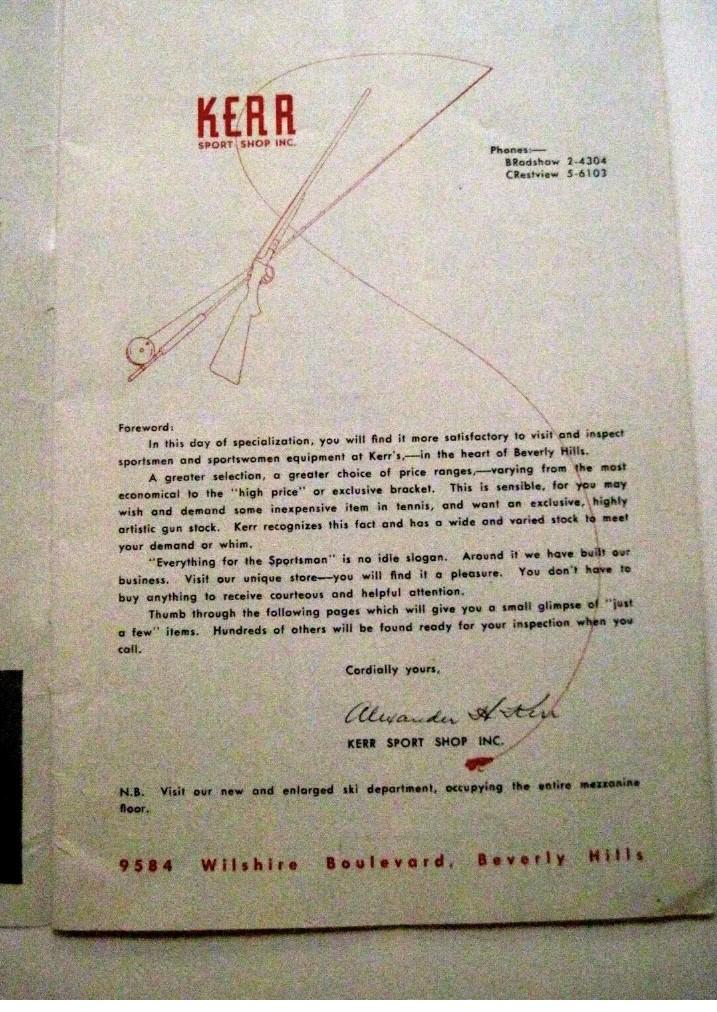 KERR
SPORT SHOP INC.
Phones:—
BRadshaw 2-4304
CRestview 5-6103
Foreword:
In this day of specialization, you will find it more satisfactory to visit and inspect
sportsmen and sportswomen equipment at Kerr's,—in the heart of Beverly Hills.
A greater selection, a greater choice of price ranges,—varying from the most
economical to the "high price" or exclusive bracket. This is sensible, for you may
wish and demand some inexpensive item in tennis, and want an exclusive, highly
artistic gun stock. Kerr recognizes this fact and has a wide and varied stock to meet
your demand or whim.
"Everything for the Sportsman" is no idle slogan. Around it we have built our
business. Visit our unique store—you will find it a pleasure. You don't have to
buy anything to receive courteous and helpful attention.
Thumb through the following pages which will give you a small glimpse of "just
a few" items. Hundreds of others will be found ready for your inspection when you
call.
Cordially yours,
Alexander H Kerr
KERR SPORT SHOP INC.
N.B. Visit our new and enlarged ski department, occupying the entire mezzanine
floor.
9584 Wilshire Boulevard, Beverly Hills